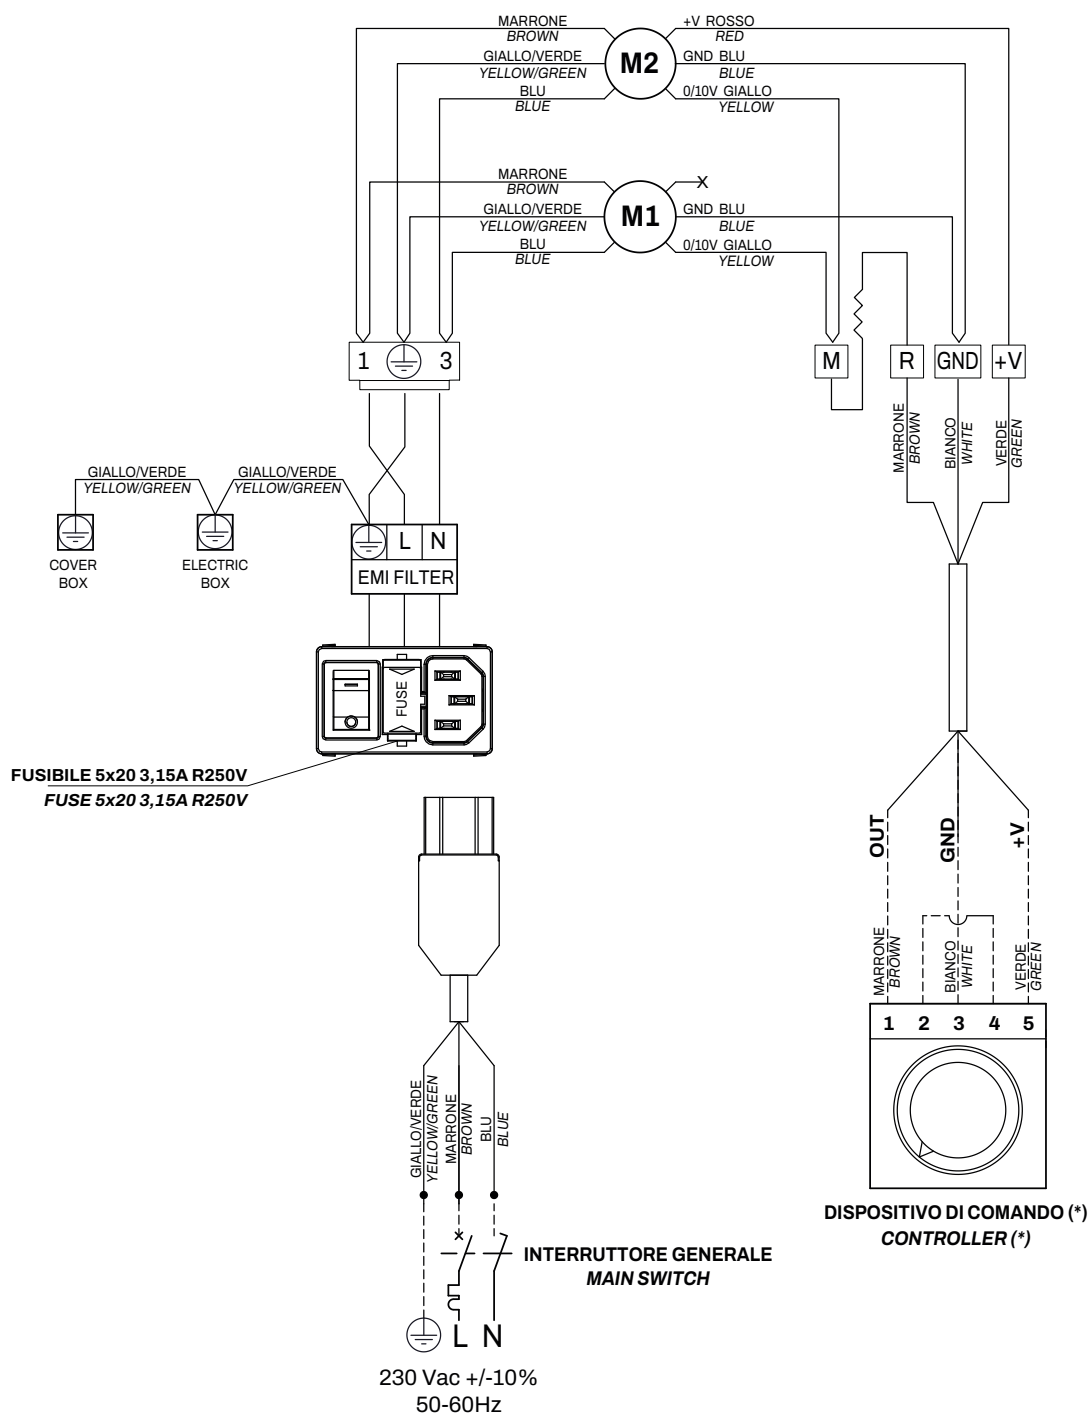 MARRONE
BROWN
+V ROSSO
RED
GIALLO/VERDE
YELLOW/GREEN
M2
GND BLU
BLUE
BLU
BLUE
0/10V GIALLO
YELLOW
MARRONE
BROWN
X
GIALLO/VERDE
YELLOW/GREEN
M1
GND BLU
BLUE
BLU
BLUE
0/10V GIALLO
YELLOW
1 3
M R GND +V
MARRONE
BROWN
BIANCO
WHITE
VERDE
GREEN
GIALLO/VERDE
YELLOW/GREEN
GIALLO/VERDE
YELLOW/GREEN
COVER
BOX
ELECTRIC
BOX
L N
EMI FILTER
FUSE
FUSIBILE 5x20 3,15A R250V
FUSE 5x20 3,15A R250V
OUT
GND
+V
MARRONE
BROWN
BIANCO
WHITE
VERDE
GREEN
1 2 3 4 5
GIALLO/VERDE
YELLOW/GREEN
MARRONE
BROWN
BLU
BLUE
DISPOSITIVO DI COMANDO (*)
CONTROLLER (*)
INTERRUTTORE GENERALE
MAIN SWITCH
L N
230 Vac +/-10%
50-60Hz